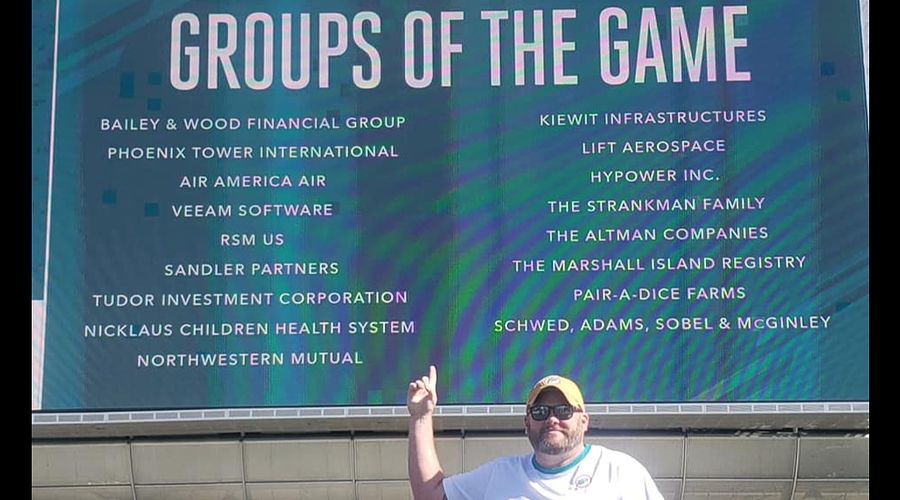 GROUPS OF THE GAME
BAILEY & WOOD FINANCIAL GROUP
PHOENIX TOWER INTERNATIONAL
AIR AMERICA AIR
VEEAM SOFTWARE
RSM US
SANDLER PARTNERS
TUDOR INVESTMENT CORPORATION
NICKLAUS CHILDREN HEALTH SYSTEM
NORTHWESTERN MUTUAL
KIEWIT INFRASTRUCTURES
LIFT AEROSPACE
HYPOWER INC.
THE STRANKMAN FAMILY
THE ALTMAN COMPANIES
THE MARSHALL ISLAND REGISTRY
PAIR-A-DICE FARMS
SCHWED, ADAMS, SOBEL & MCGINLEY